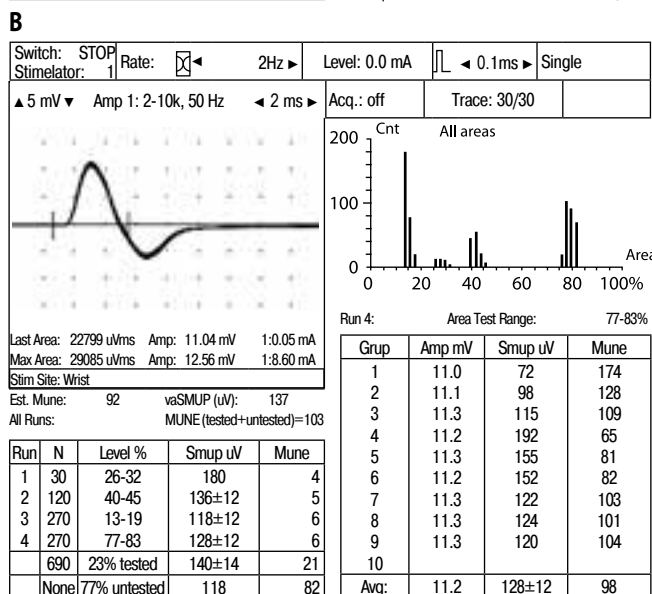 B
Switch: STOP
Stimelator: 1
Rate: 2Hz ►
Level: 0.0 mA
◄ 0.1ms ►
Single
▲5 mV▼ Amp 1: 2-10k, 50 Hz ◄ 2 ms ►
Acq.: off
Trace: 30/30
Cnt All areas
200
100
0
Area
0 20 40 60 80 100%
Last Area: 22799 uVms Amp: 11.04 mV 1:0.05 mA
Max Area: 29085 uVms Amp: 12.56 mV 1:8.60 mA
Stim Site: Wrist
Est. Mune: 92 vaSMUP (uV): 137
All Runs: MUNE (tested+untested)=103
Run N Level % Smup uV Mune
1 30 26-32 180 4
2 120 40-45 136±12 5
3 270 13-19 118±12 6
4 270 77-83 128±12 6
690 23% tested 140±14 21
None 77% untested 118 82
Run 4: Area Test Range: 77-83%
Grup Amp mV Smup uV Mune
1 11.0 72 174
2 11.1 98 128
3 11.3 115 109
4 11.2 192 65
5 11.3 155 81
6 11.2 152 82
7 11.3 122 103
8 11.3 124 101
9 11.3 120 104
10
Avg: 11.2 128±12 98